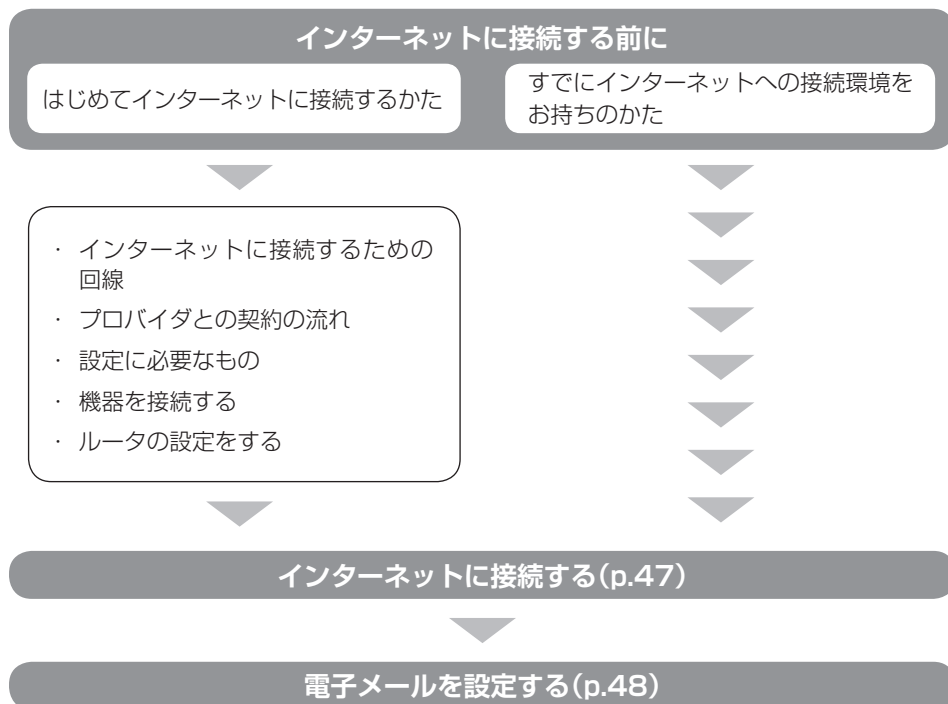 インターネットに接続する前に
はじめてインターネットに接続するかた
すでにインターネットへの接続環境を
お持ちのかた
・ インターネットに接続するための
回線
・ プロバイダとの契約の流れ
・ 設定に必要なもの
・ 機器を接続する
・ ルータの設定をする
インターネットに接続する(p.47)
電子メールを設定する(p.48)